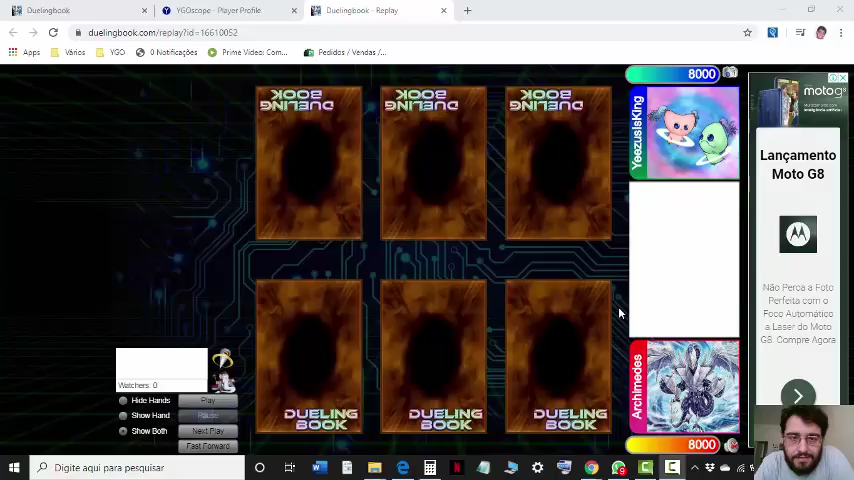 Duelingbook
YGOscope - Player Profile
Duelingbook - Replay
duelingbook.com/replay?id=16610052
Apps
Vários
YGO
0 Notificações
Prime Video: Gam...
Pedidos / Vendas /...
8000
DUELING BOOK
DUELING BOOK
DUELING BOOK
YeezusIsKing
moto g8
Lançamento
Moto G8
Não Perca a Foto
Perfeita com o
Foco Automático
a Laser do Moto
G8. Compre Agora
Watchers: 0
Hide Hands
Play
Show Hand
Pause
Show Both
Next Play
Fast Forward
DUELING
BOOK
DUELING
BOOK
DUELING
BOOK
Archimedes
8000
Digite aqui para pesquisar